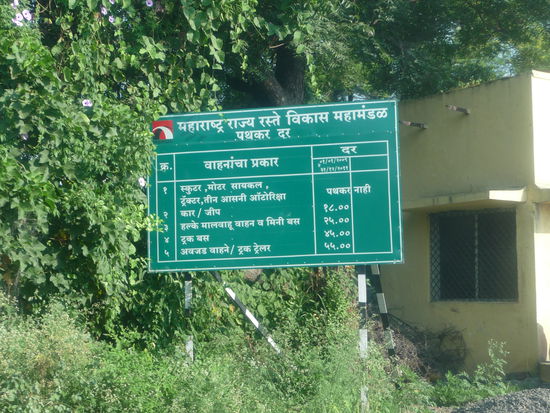 महाराष्ट्र राज्य रस्ते विकास महामंडळ
पथकर दर
क्र. वाहनांचा प्रकार दर
१ स्कुटर ,मोटर सायकल ,
ट्रॅक्टर,तीन आसनी ऑटोरिक्षा पथकर नाही
२ कार / जीप १८.००
३ हल्के मालवाहू वाहन व मिनी बस २५.००
४ ट्रक बस ४५.००
५ अवजड वाहने/ ट्रक ट्रेलर ५५.००